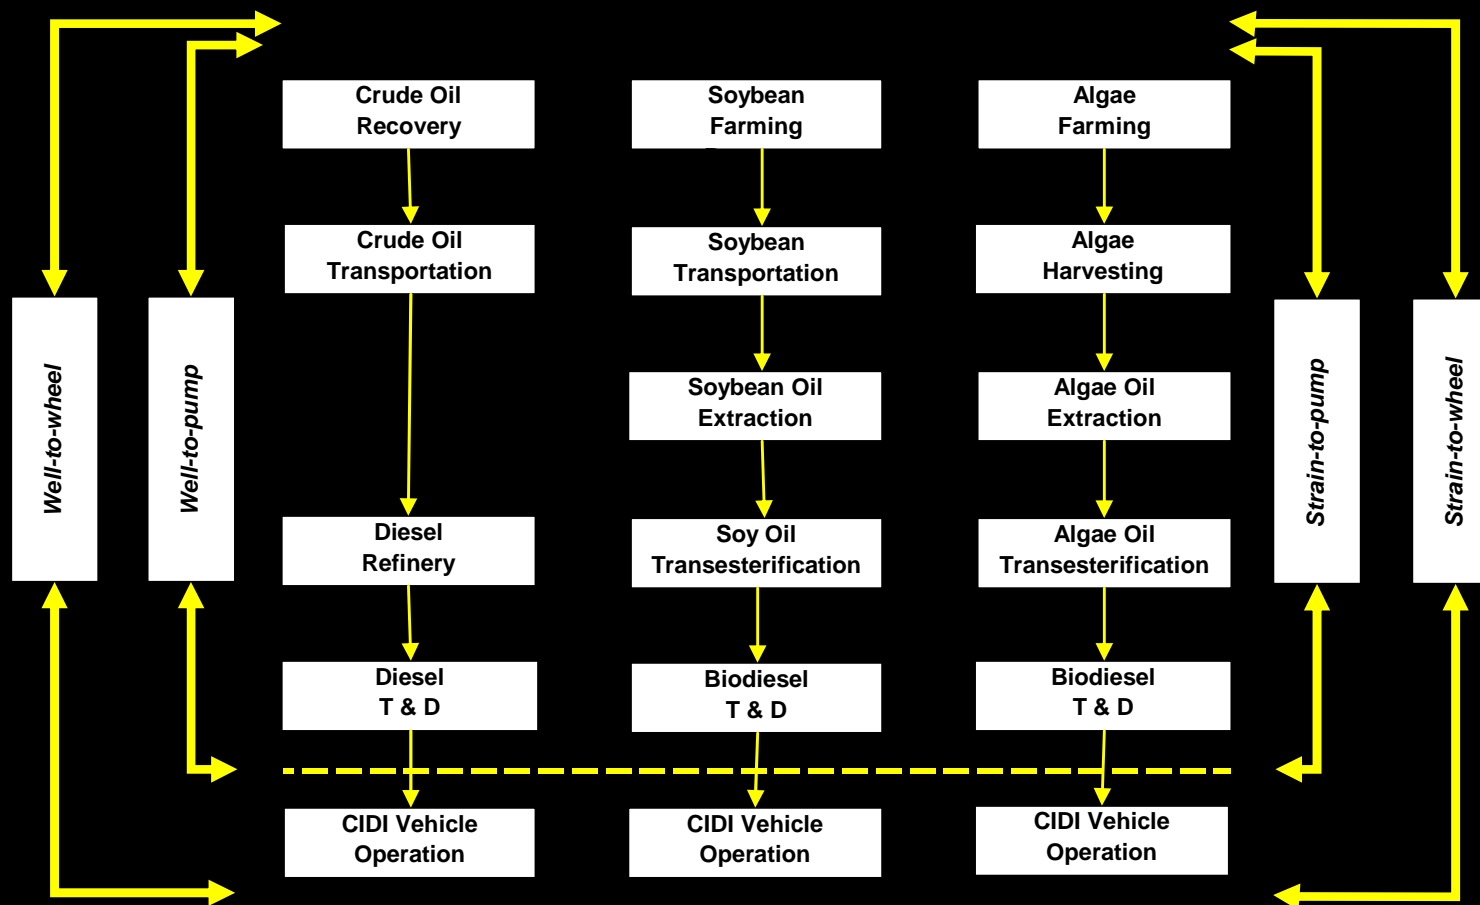 Crude Oil
Recovery
Soybean
Farming
Algae
Farming
Crude Oil
Transportation
Soybean
Transportation
Algae
Harvesting
Well-to-wheel
Well-to-pump
Soybean Oil
Extraction
Algae Oil
Extraction
Strain-to-pump
Strain-to-wheel
Diesel
Refinery
Soy Oil
Transesterification
Algae Oil
Transesterification
Diesel
T & D
Biodiesel
T & D
Biodiesel
T & D
CIDI Vehicle
Operation
CIDI Vehicle
Operation
CIDI Vehicle
Operation